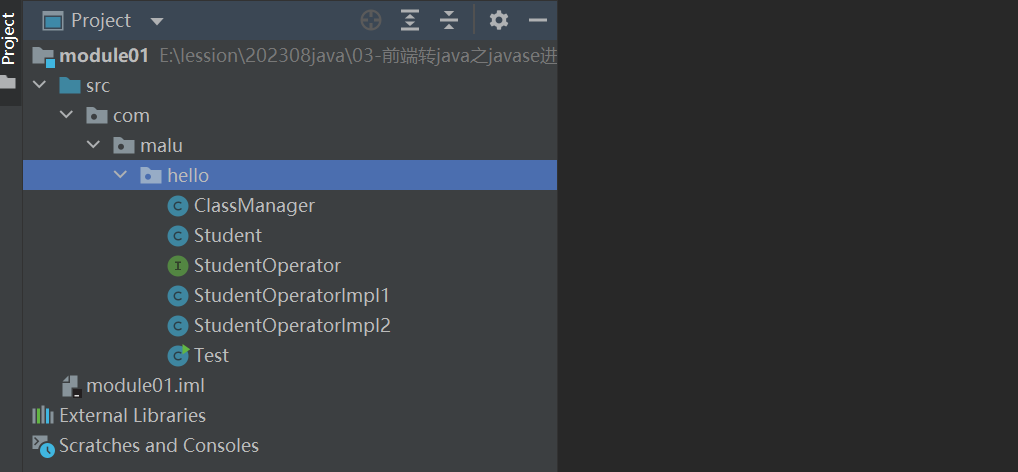 Project
Project
module01 E:\lession\202308java\03-前端转java之javase进
src
com
malu
hello
ClassManager
Student
StudentOperator
StudentOperatorImpl1
StudentOperatorImpl2
Test
module01.iml
External Libraries
Scratches and Consoles